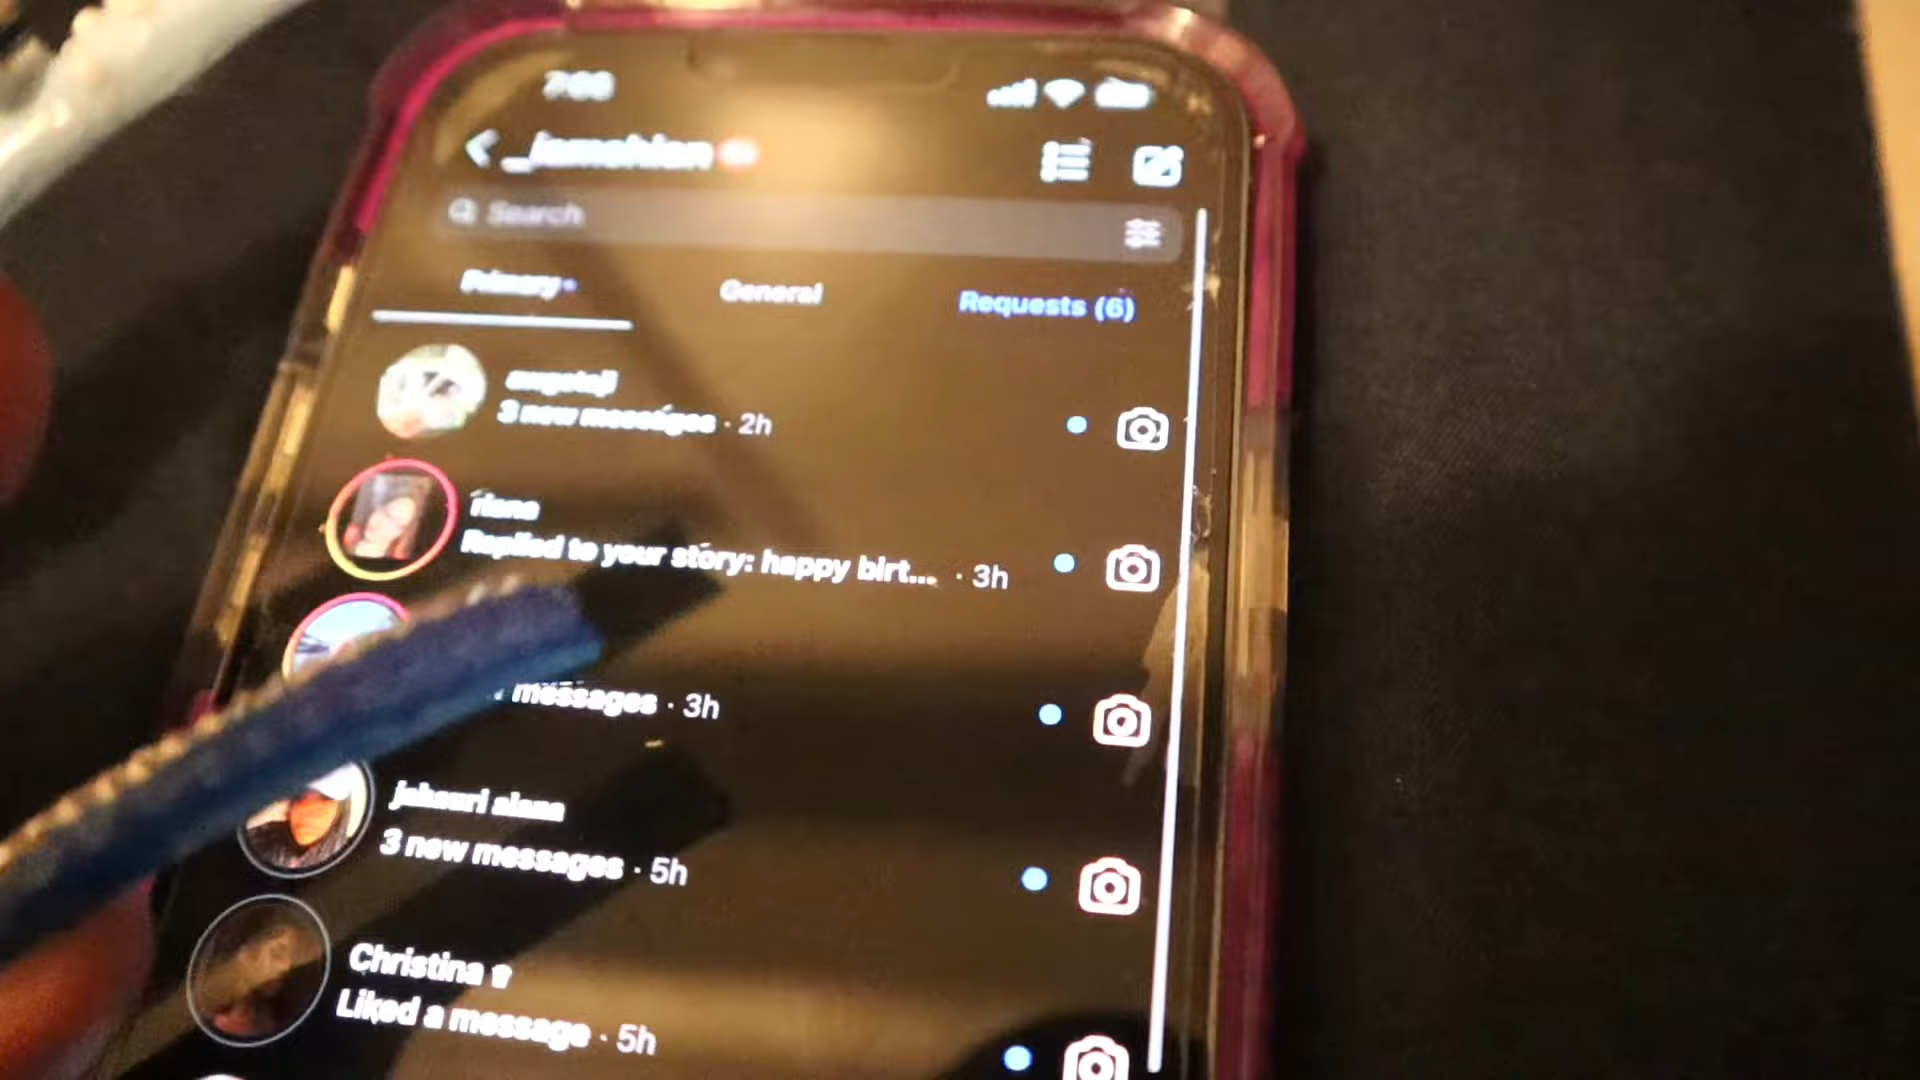 Search
Primary
General
Requests (6)
3 new messages · 2h
Replied to your story: happy birt... · 3h
messages · 3h
3 new messages · 5h
Christina
Liked a message · 5h